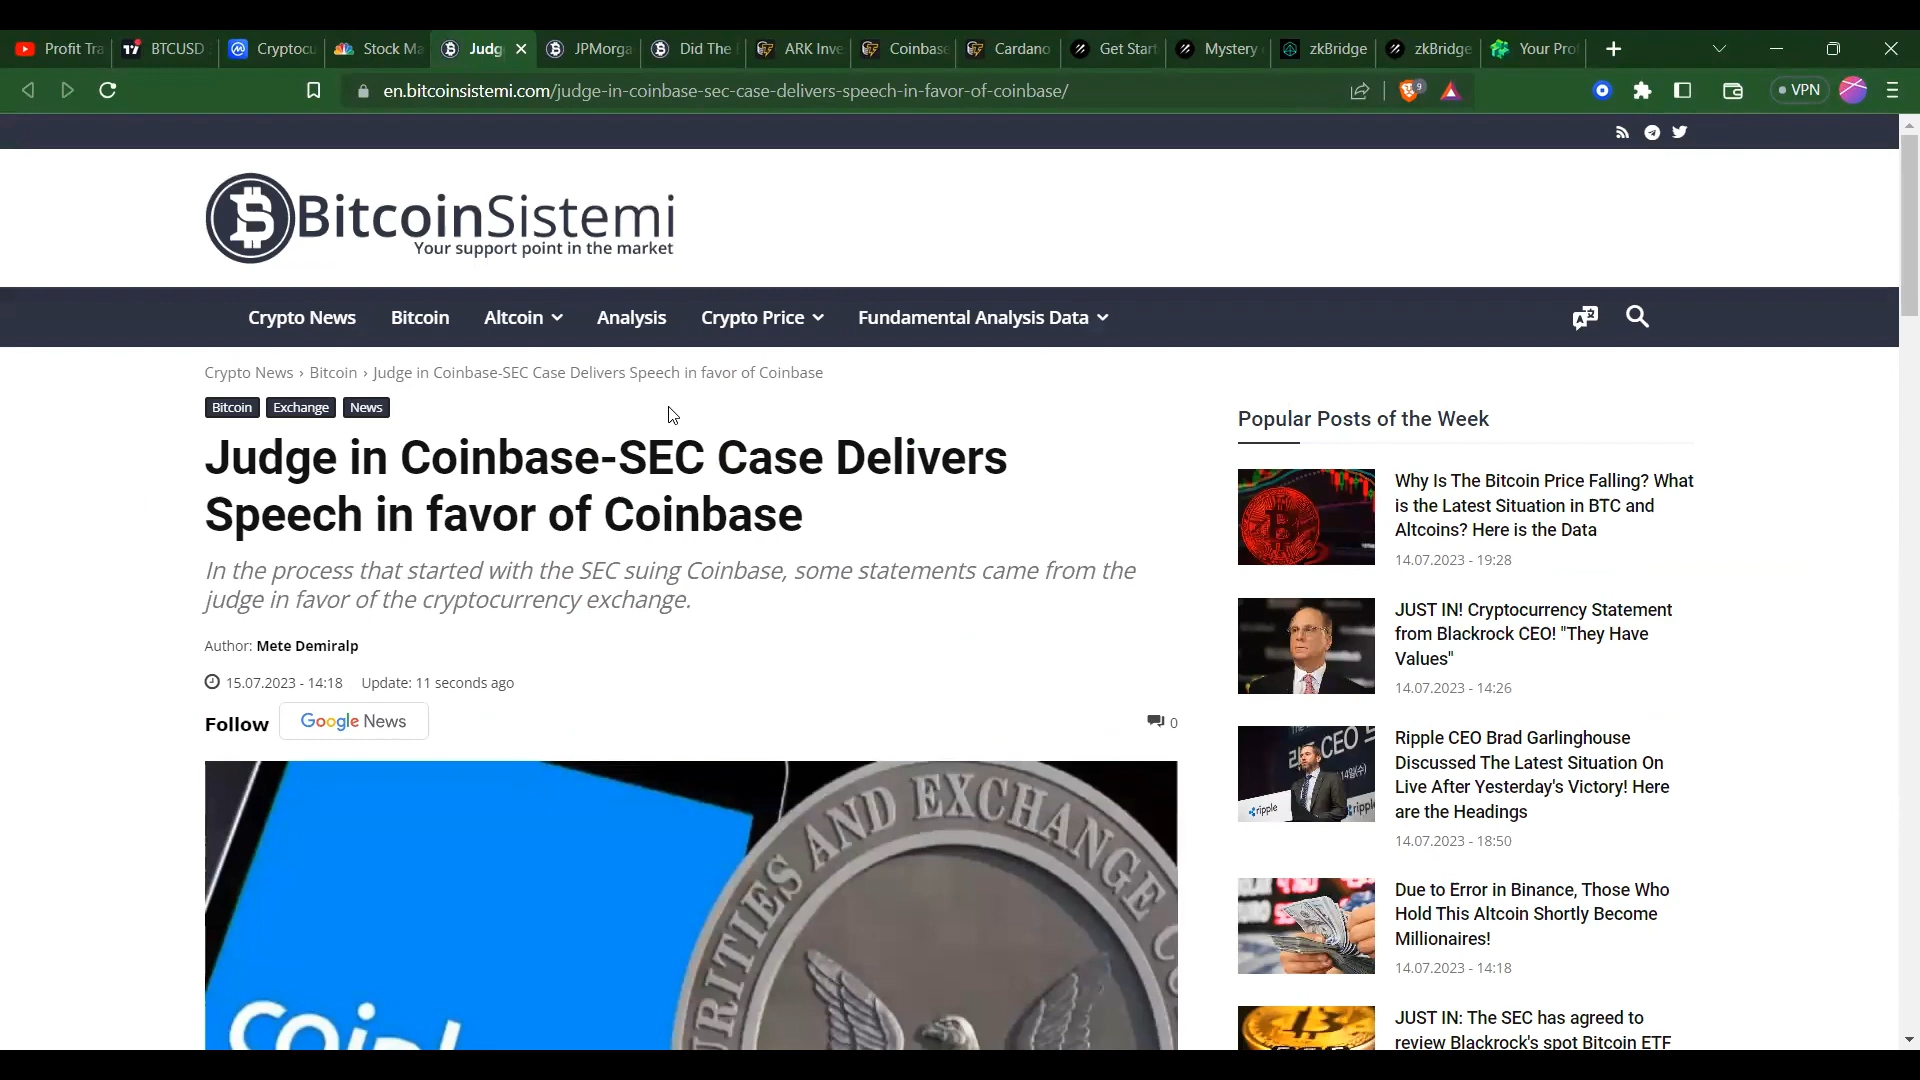 Profit Tra
BTCUSD
Cryptocu
Stock Ma
Judg
JPMorga
Did The
ARK Inve
Coinbase
Cardano
Get Start
Mystery
zkBridge
zkBridge
Your Pro
en.bitcoinsistemi.com/judge-in-coinbase-sec-case-delivers-speech-in-favor-of-coinbase/
9
VPN
BitcoinSistemi
Your support point in the market
Crypto News Bitcoin Altcoin Analysis Crypto Price Fundamental Analysis Data
Crypto News › Bitcoin › Judge in Coinbase-SEC Case Delivers Speech in favor of Coinbase
Bitcoin Exchange News
Judge in Coinbase-SEC Case Delivers
Speech in favor of Coinbase
In the process that started with the SEC suing Coinbase, some statements came from the
judge in favor of the cryptocurrency exchange.
Author: Mete Demiralp
15.07.2023 - 14:18 Update: 11 seconds ago
Follow Google News
0
URITIES AND EXCHANGE CO
Popular Posts of the Week
Why Is The Bitcoin Price Falling? What
is the Latest Situation in BTC and
Altcoins? Here is the Data
14.07.2023 - 19:28
JUST IN! Cryptocurrency Statement
from Blackrock CEO! "They Have
Values"
14.07.2023 - 14:26
CEO
ripple
Ripple CEO Brad Garlinghouse
Discussed The Latest Situation On
Live After Yesterday's Victory! Here
are the Headings
14.07.2023 - 18:50
Due to Error in Binance, Those Who
Hold This Altcoin Shortly Become
Millionaires!
14.07.2023 - 14:18
JUST IN: The SEC has agreed to
review Blackrock's spot Bitcoin ETF